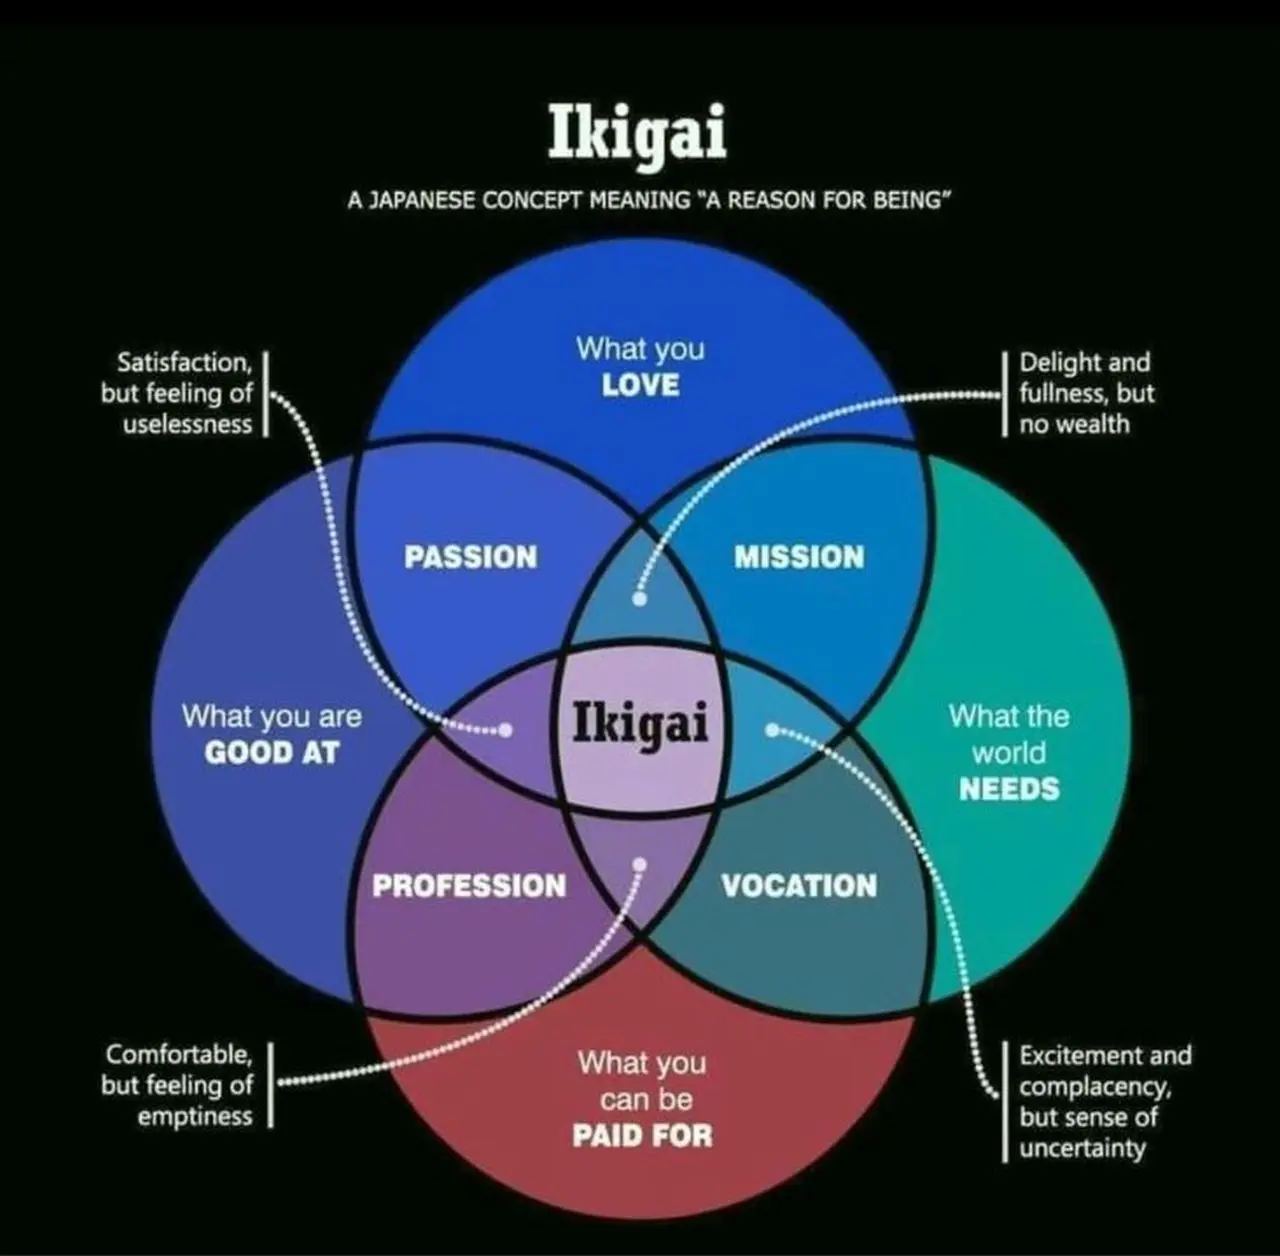 Ikigai
A JAPANESE CONCEPT MEANING "A REASON FOR BEING"
What you
LOVE
Satisfaction,
but feeling of
uselessness
Delight and
fullness, but
no wealth
PASSION
MISSION
What you are
GOOD AT
Ikigai
What the
world
NEEDS
PROFESSION
VOCATION
What you
can be
PAID FOR
Comfortable,
but feeling of
emptiness
Excitement and
complacency,
but sense of
uncertainty